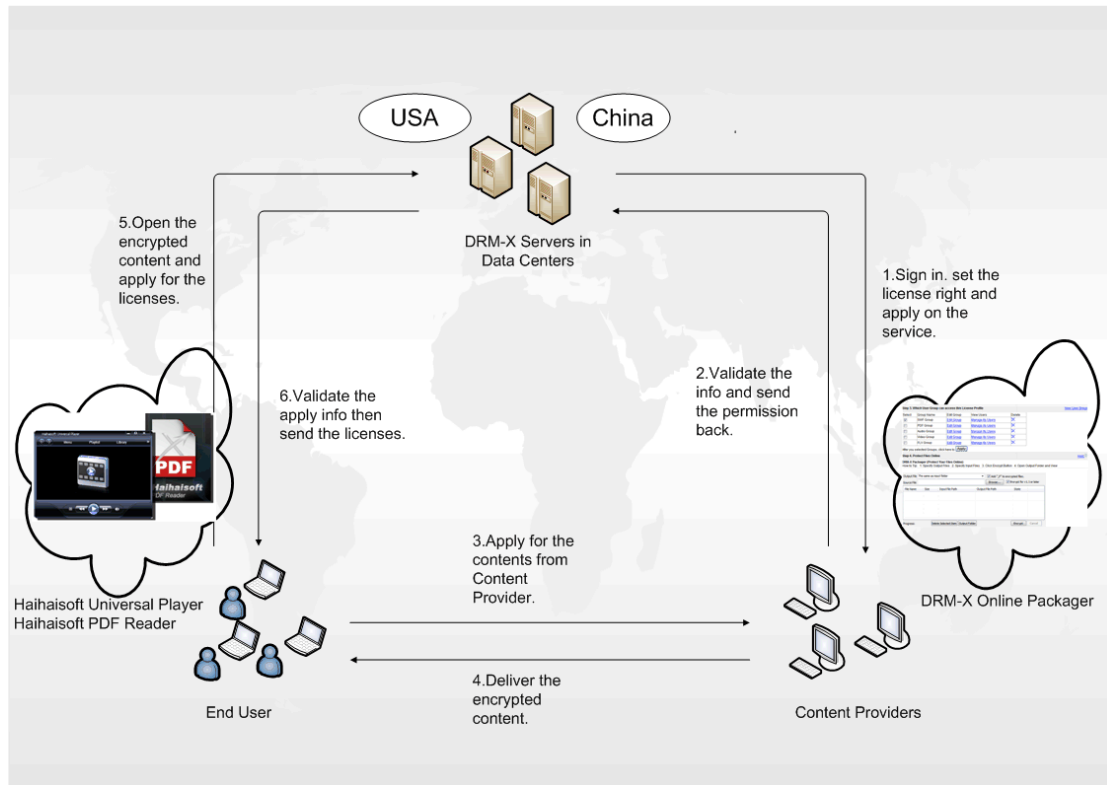 USA
China
DRM-X Servers in
Data Centers
5.Open the
encrypted
content and
apply for the
licenses.
1.Sign in. set the
license right and
apply on the
service.
6.Validate the
apply info then
send the licenses.
2.Validate the
info and send
the permission
back.
PDF
Haihaisoft
PDF Reader
3.Apply for the
contents from
Content
Provider.
Haihaisoft Universal Player
Haihaisoft PDF Reader
DRM-X Online Packager
4.Deliver the
encrypted
content.
End User
Content Providers